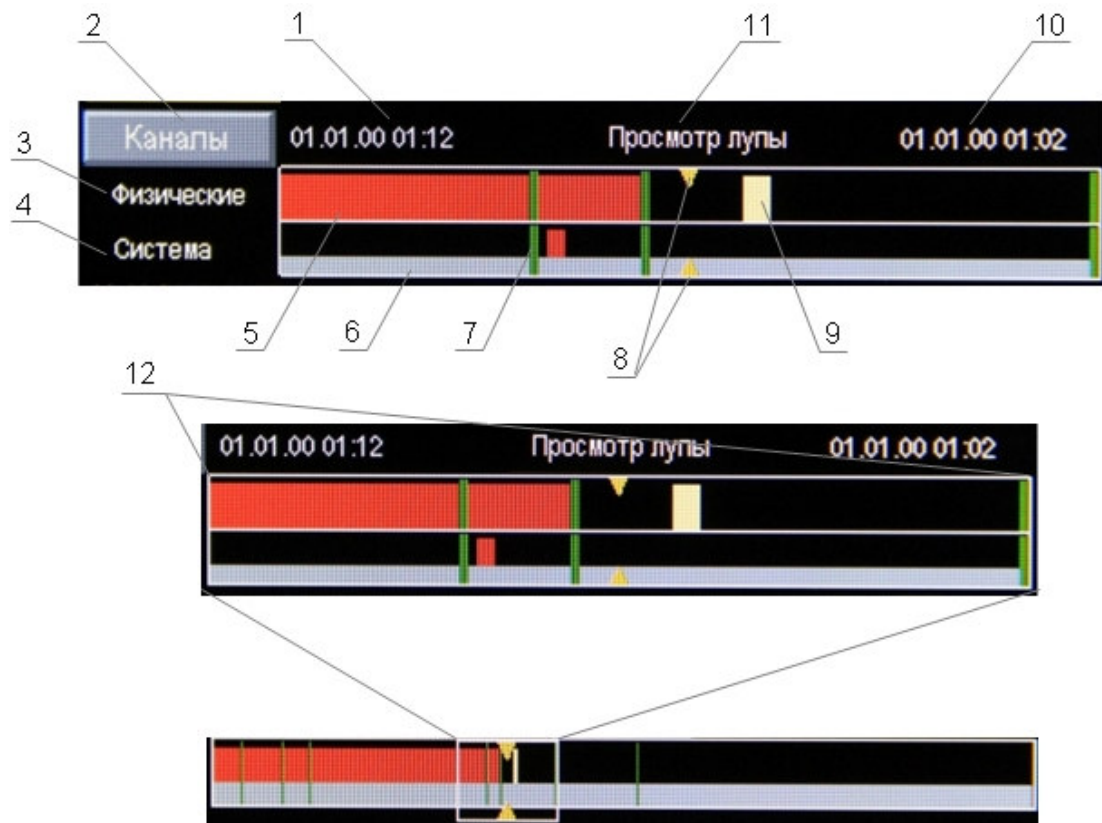 2 1 11 10
Каналы 01.01.00 01:12 Просмотр лупы 01.01.00 01:02
3
Физические
4
Система
5 6 7 8 9
12
01.01.00 01:12 Просмотр лупы 01.01.00 01:02